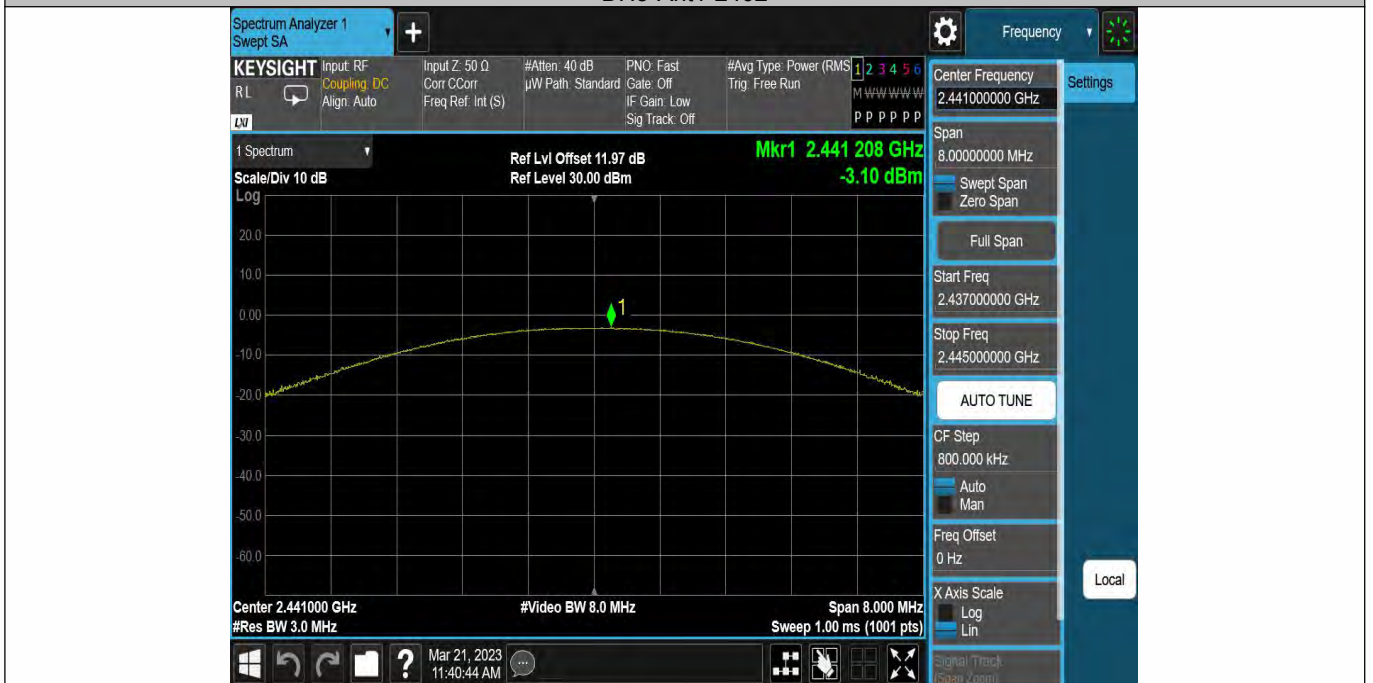 Spectrum Analyzer 1
Swept SA
Frequency
KEYSIGHT
RL
LXI
Input: RF
Coupling: DC
Align: Auto
Input Z: 50 Ω
Corr CCorr
Freq Ref: Int (S)
#Atten: 40 dB
µW Path: Standard
PNO: Fast
Gate: Off
IF Gain: Low
Sig Track: Off
#Avg Type: Power (RMS
Trig: Free Run
1 2 3 4 5 6
M W W W W W
P P P P P P
1 Spectrum
Scale/Div 10 dB
Ref Lvl Offset 11.97 dB
Ref Level 30.00 dBm
Mkr1 2.441 208 GHz
-3.10 dBm
Log
20.0
10.0
0.00
-10.0
-20.0
-30.0
-40.0
-50.0
-60.0
1
Center 2.441000 GHz
#Res BW 3.0 MHz
#Video BW 8.0 MHz
Span 8.000 MHz
Sweep 1.00 ms (1001 pts)
Mar 21, 2023
11:40:44 AM
Center Frequency
2.441000000 GHz
Settings
Span
8.00000000 MHz
Swept Span
Zero Span
Full Span
Start Freq
2.437000000 GHz
Stop Freq
2.445000000 GHz
AUTO TUNE
CF Step
800.000 kHz
Auto
Man
Freq Offset
0 Hz
X Axis Scale
Log
Lin
Signal Track
(Span Zoom)
Local